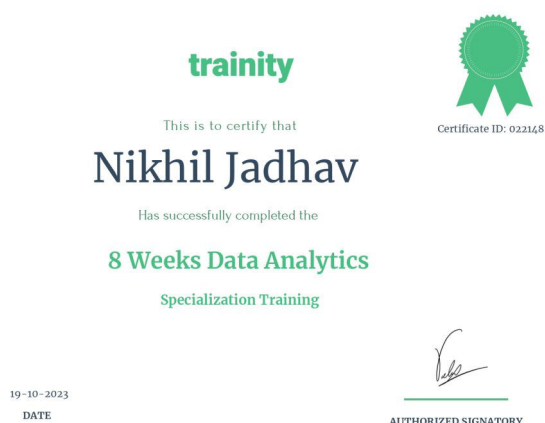 trainity
Certificate ID: 022148
This is to certify that
Nikhil Jadhav
Has successfully completed the
8 Weeks Data Analytics
Specialization Training
19-10-2023
DATE
AUTHORIZED SIGNATORY